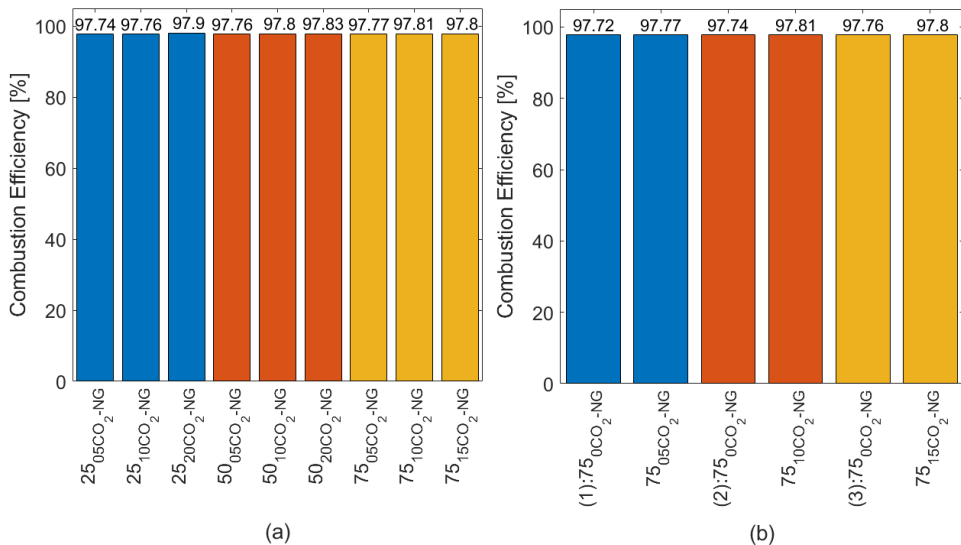 97.74 97.76 97.9 97.76 97.8 97.83 97.77 97.81 97.8
100
80
60
40
20
0
Combustion Efficiency [%]
25₀₅CO₂-NG
25₁₀CO₂-NG
25₂₀CO₂-NG
50₀₅CO₂-NG
50₁₀CO₂-NG
50₂₀CO₂-NG
75₀₅CO₂-NG
75₁₀CO₂-NG
75₁₅CO₂-NG
(a)
97.72 97.77 97.74 97.81 97.76 97.8
100
80
60
40
20
0
Combustion Efficiency [%]
(1):75₀CO₂-NG
75₀₅CO₂-NG
(2):75₀CO₂-NG
75₁₀CO₂-NG
(3):75₀CO₂-NG
75₁₅CO₂-NG
(b)